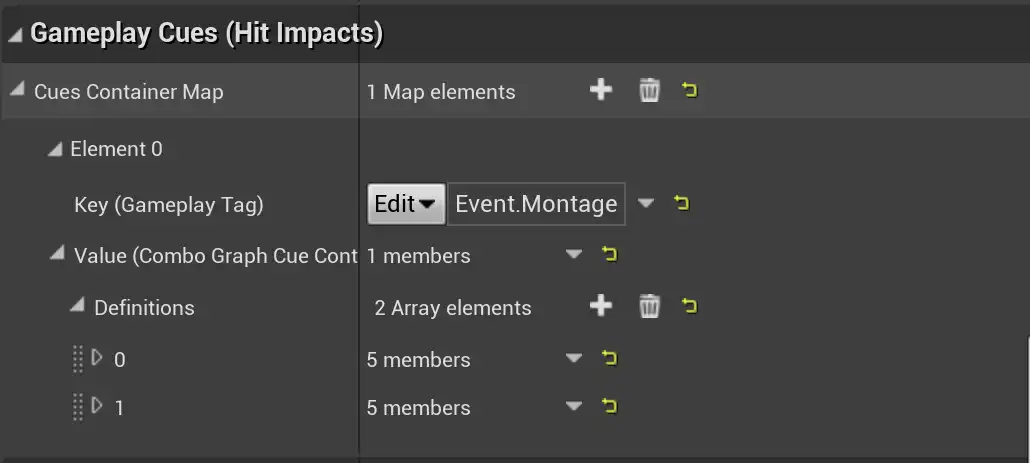 Gameplay Cues (Hit Impacts)
Cues Container Map 1 Map elements
Element 0
Key (Gameplay Tag) Edit Event.Montage
Value (Combo Graph Cue Cont 1 members
Definitions 2 Array elements
0 5 members
1 5 members